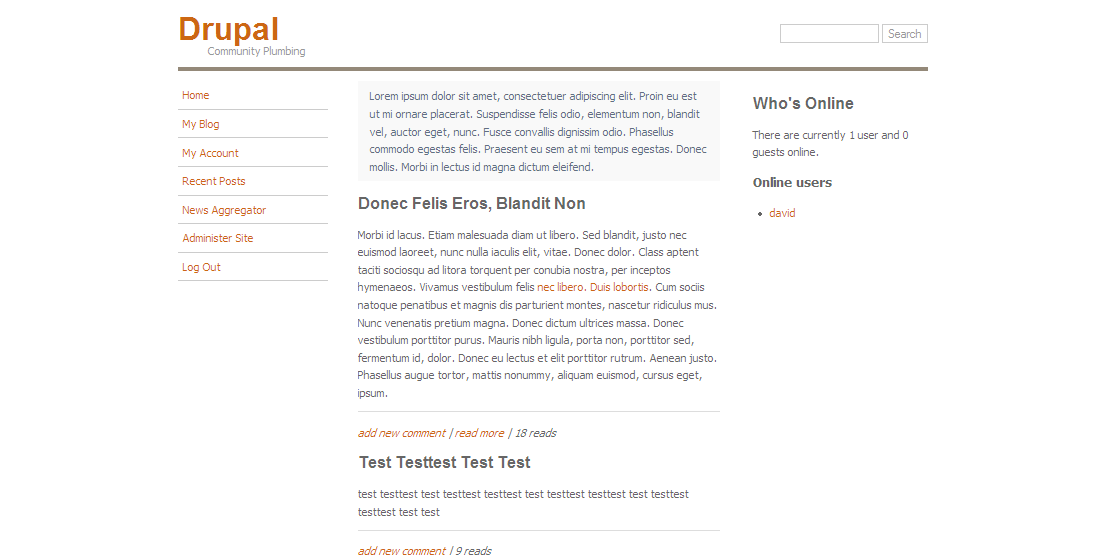 Drupal
Community Plumbing
Search
Home
My Blog
My Account
Recent Posts
News Aggregator
Administer Site
Log Out
Lorem ipsum dolor sit amet, consectetuer adipiscing elit. Proin eu est
ut mi ornare placerat. Suspendisse felis odio, elementum non, blandit
vel, auctor eget, nunc. Fusce convallis dignissim odio. Phasellus
commodo egestas felis. Praesent eu sem at mi tempus egestas. Donec
mollis. Morbi in lectus id magna dictum eleifend.
Donec Felis Eros, Blandit Non
Morbi id lacus. Etiam malesuada diam ut libero. Sed blandit, justo nec
euismod laoreet, nunc nulla iaculis elit, vitae. Donec dolor. Class aptent
taciti sociosqu ad litora torquent per conubia nostra, per inceptos
hymenaeos. Vivamus vestibulum felis nec libero. Duis lobortis. Cum sociis
natoque penatibus et magnis dis parturient montes, nascetur ridiculus mus.
Nunc venenatis pretium magna. Donec dictum ultrices massa. Donec
vestibulum porttitor purus. Mauris nibh ligula, porta non, porttitor sed,
fermentum id, dolor. Donec eu lectus et elit porttitor rutrum. Aenean justo.
Phasellus augue tortor, mattis nonummy, aliquam euismod, cursus eget,
ipsum.
add new comment | read more | 18 reads
Test Testtest Test Test
test testtest test testtest testtest test testtest testtest test testtest
testtest test test
add new comment | 9 reads
Who's Online
There are currently 1 user and 0
guests online.
Online users
david